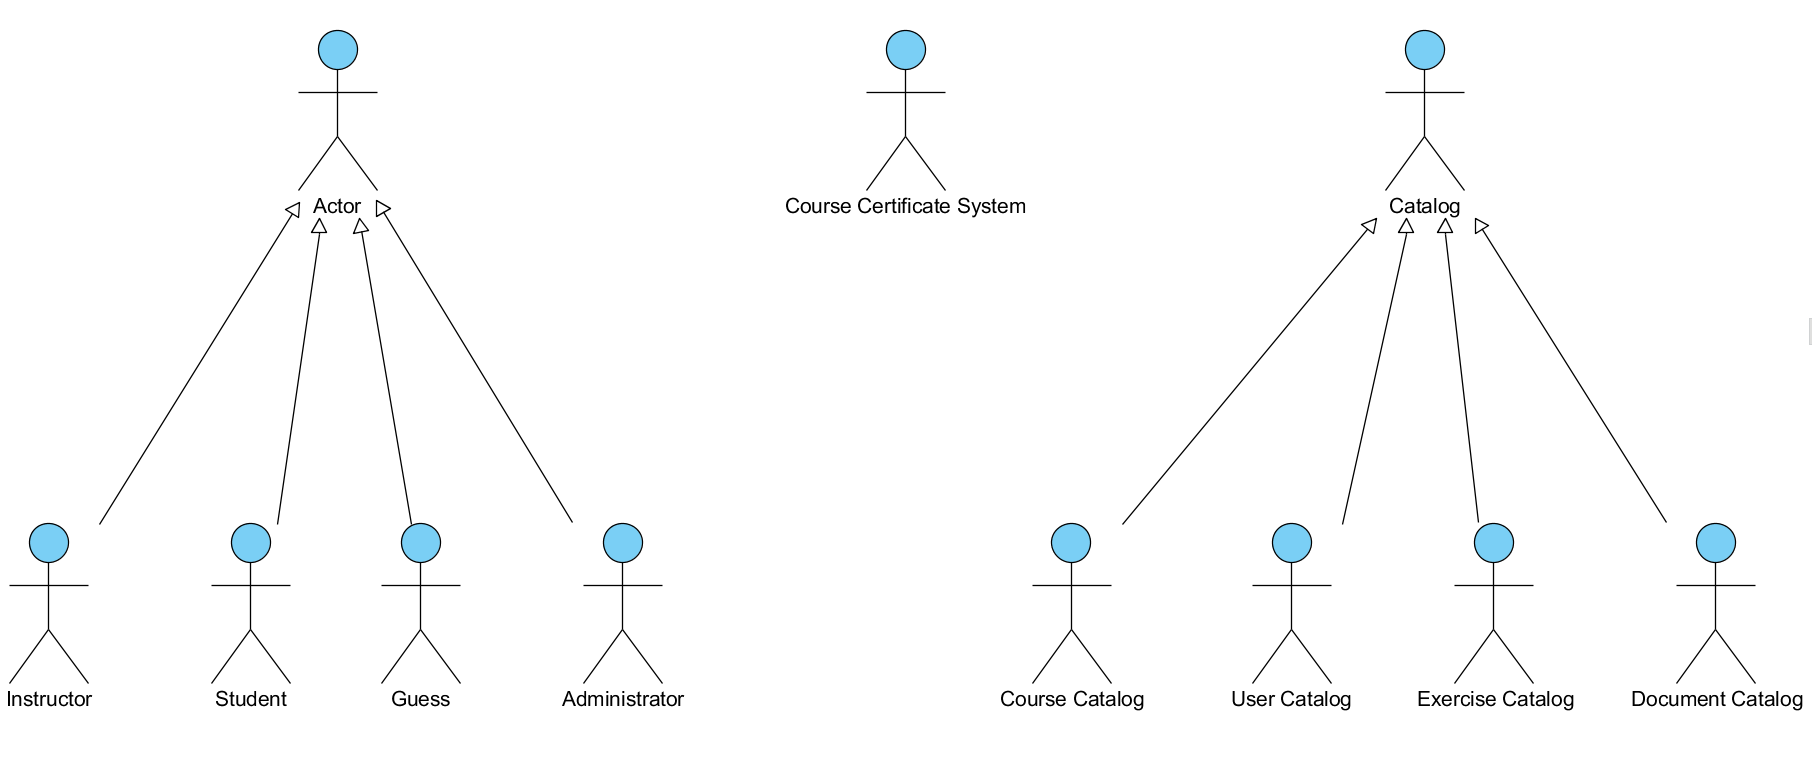 Actor
Course Certificate System
Catalog
Instructor
Student
Guess
Administrator
Course Catalog
User Catalog
Exercise Catalog
Document Catalog